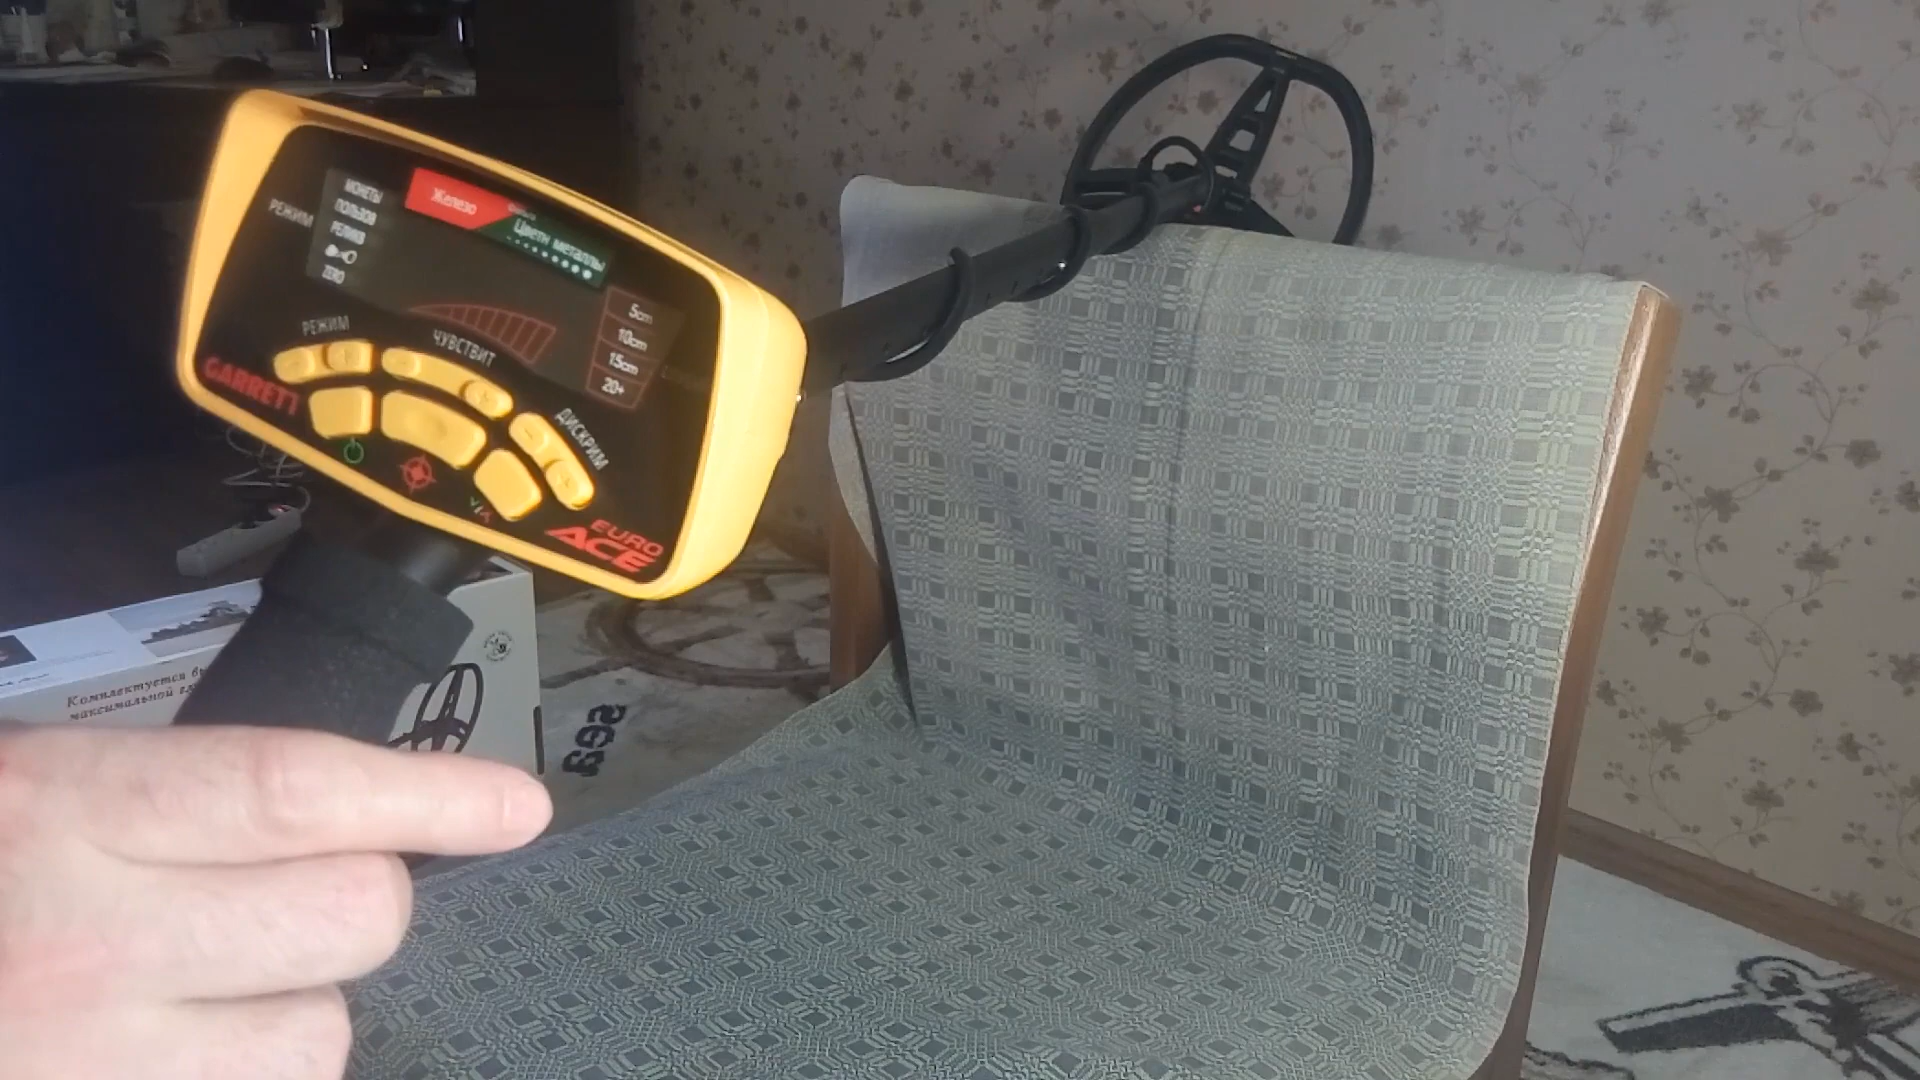 РЕЖИМ
МОНЕТЫ
ПОЛЬЗОВ
РЕЛИКВ
ZERO
Железо
Цветн металлы
5cm
10cm
15cm
20+
РЕЖИМ
ЧУВСТВИТ
ДИСКРИМ
GARRETT
EURO
ACE
Комплектуется
максимальной